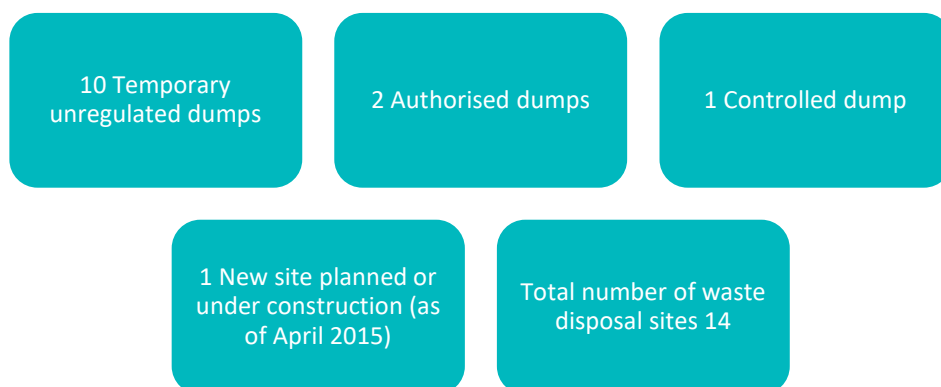 10 Temporary
unregulated dumps
2 Authorised dumps
1 Controlled dump
1 New site planned or
under construction (as
of April 2015)
Total number of waste
disposal sites 14